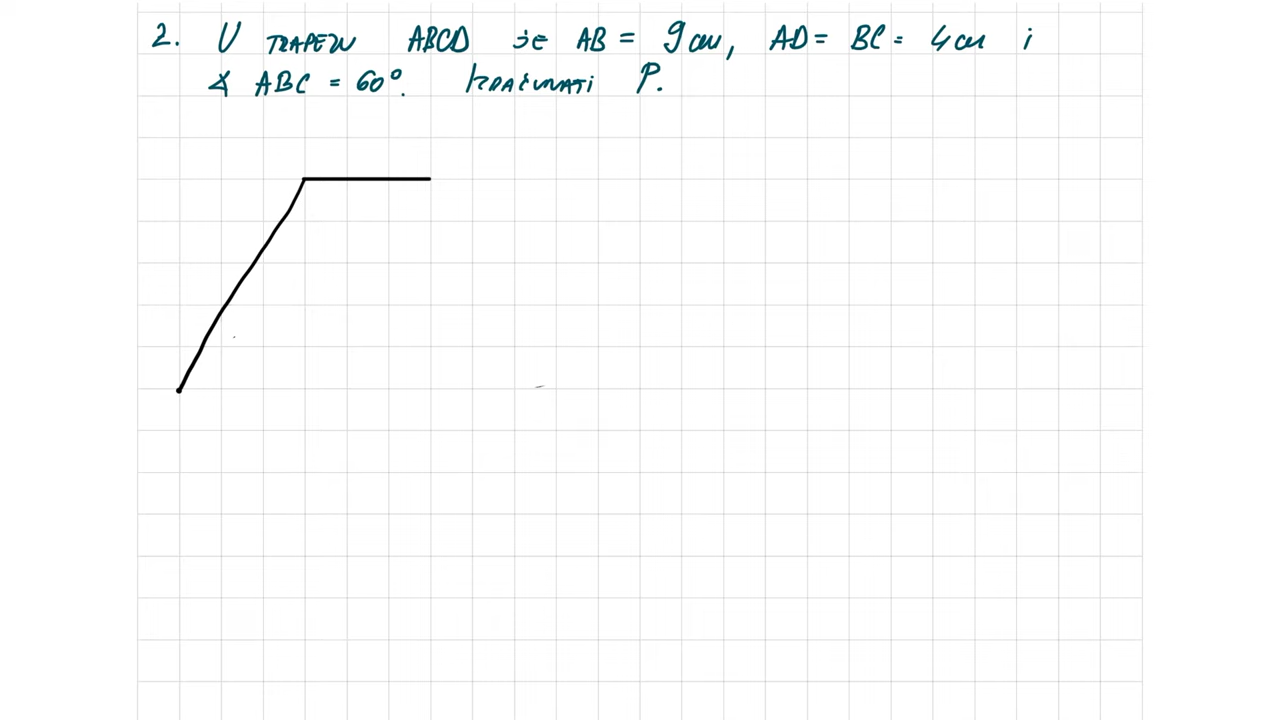 2. U TRAPEZU ABCD JE AB = 9 cm, AD = BC = 4 cm i
∢ ABC = 60°. IZRAČUNATI P.